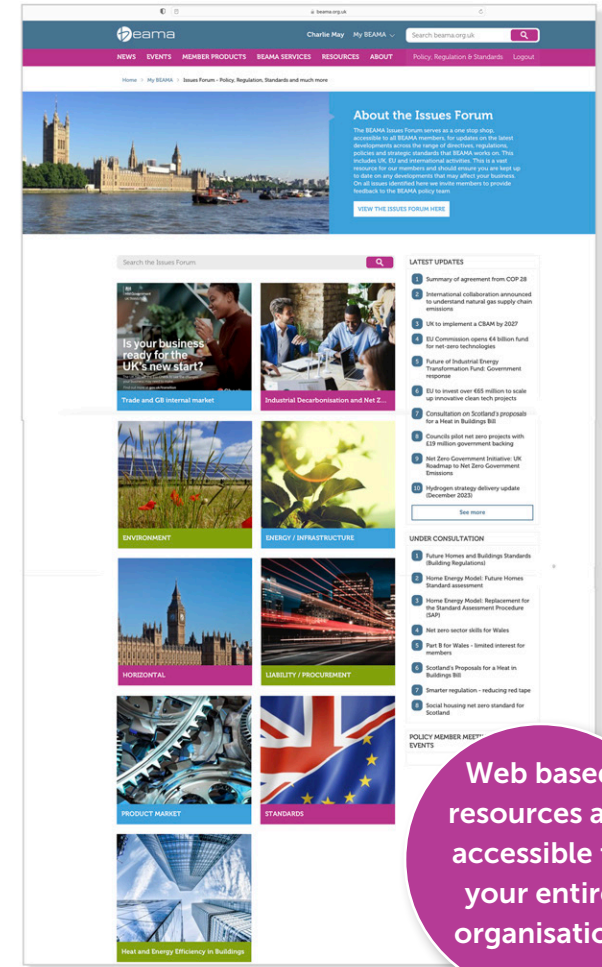 beama.org.uk
beama
Charlie May My BEAMA
Search beama.org.uk
NEWS EVENTS MEMBER PRODUCTS BEAMA SERVICES RESOURCES ABOUT Policy, Regulation & Standards Logout
Home > My BEAMA > Issues Forum - Policy, Regulation, Standards and much more
About the Issues Forum
The BEAMA Issues Forum serves as a one stop shop,
accessible to all BEAMA members, for updates on the latest
developments across the range of directives, regulations,
policies and strategic standards that BEAMA works on. This
includes UK, EU and international activities. This is a vast
resource for our members and should ensure you are kept up
to date on any developments that may affect your business.
On all issues identified here we invite members to provide
feedback to the BEAMA policy team
VIEW THE ISSUES FORUM HERE
Search the Issues Forum
Is your business
ready for the
UK's new start?
Trade and GB internal market
Industrial Decarbonisation and Net Z...
ENVIRONMENT
ENERGY / INFRASTRUCTURE
HORIZONTAL
LIABILITY / PROCUREMENT
PRODUCT MARKET
STANDARDS
Heat and Energy Efficiency in Buildings
LATEST UPDATES
1 Summary of agreement from COP 28
2 International collaboration announced
to understand natural gas supply chain
emissions
3 UK to implement a CBAM by 2027
4 EU Commission opens €4 billion fund
for net-zero technologies
5 Future of Industrial Energy
Transformation Fund: Government
response
6 EU to invest over €65 million to scale
up innovative clean tech projects
7 Consultation on Scotland's proposals
for a Heat in Buildings Bill
8 Councils pilot net zero projects with
£19 million government backing
9 Net Zero Government Initiative: UK
Roadmap to Net Zero Government
Emissions
10 Hydrogen strategy delivery update
(December 2023)
See more
UNDER CONSULTATION
1 Future Homes and Buildings Standards
(Building Regulations)
2 Home Energy Model: Future Homes
Standard assessment
3 Home Energy Model: Replacement for
the Standard Assessment Procedure
(SAP)
4 Net zero sector skills for Wales
5 Part B for Wales - limited interest for
members
6 Scotland's Proposals for a Heat in
Buildings Bill
7 Smarter regulation - reducing red tape
8 Social housing net zero standard for
Scotland
POLICY MEMBER
EVENTS
Web based
resources
accessible
your entire
organisation